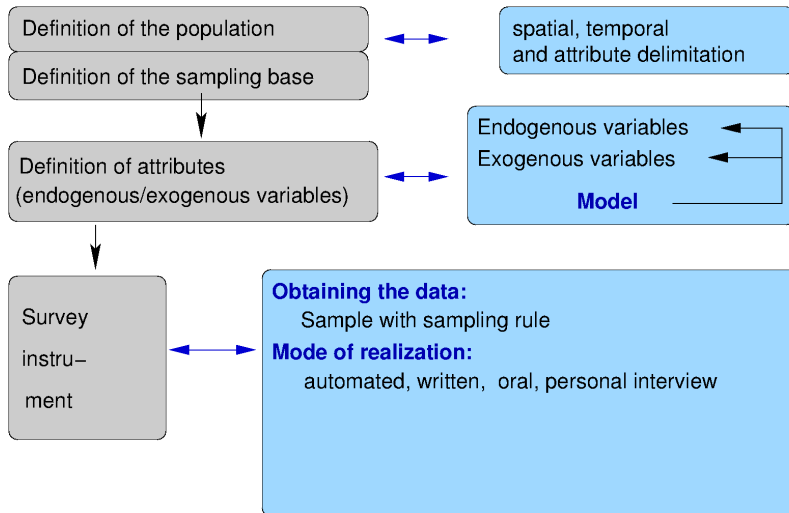 Definition of the population
Definition of the sampling base
spatial, temporal
and attribute delimitation
Definition of attributes
(endogenous/exogenous variables)
Endogenous variables
Exogenous variables
Model
Survey
instru−
ment
Obtaining the data:
Sample with sampling rule
Mode of realization:
automated, written, oral, personal interview